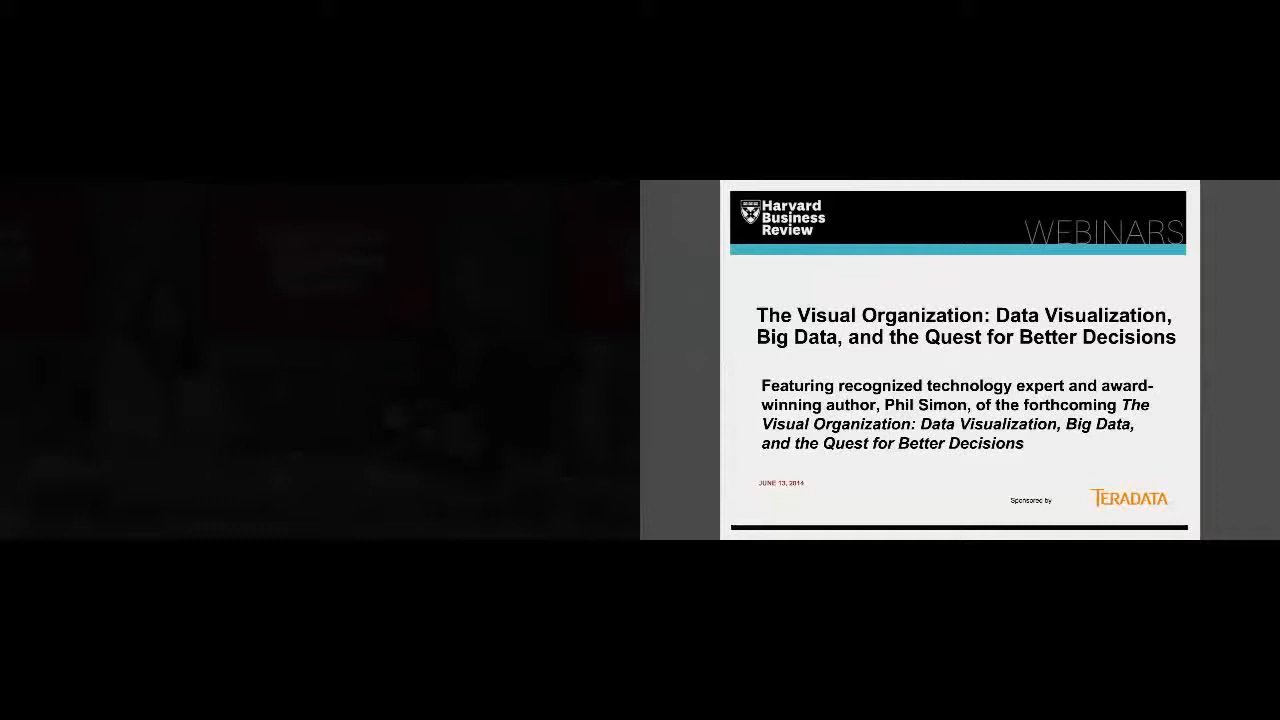 Harvard
Business
Review
WEBINARS
The Visual Organization: Data Visualization,
Big Data, and the Quest for Better Decisions
Featuring recognized technology expert and award-
winning author, Phil Simon, of the forthcoming The
Visual Organization: Data Visualization, Big Data,
and the Quest for Better Decisions
JUNE 13, 2014
Sponsored by
TERADATA